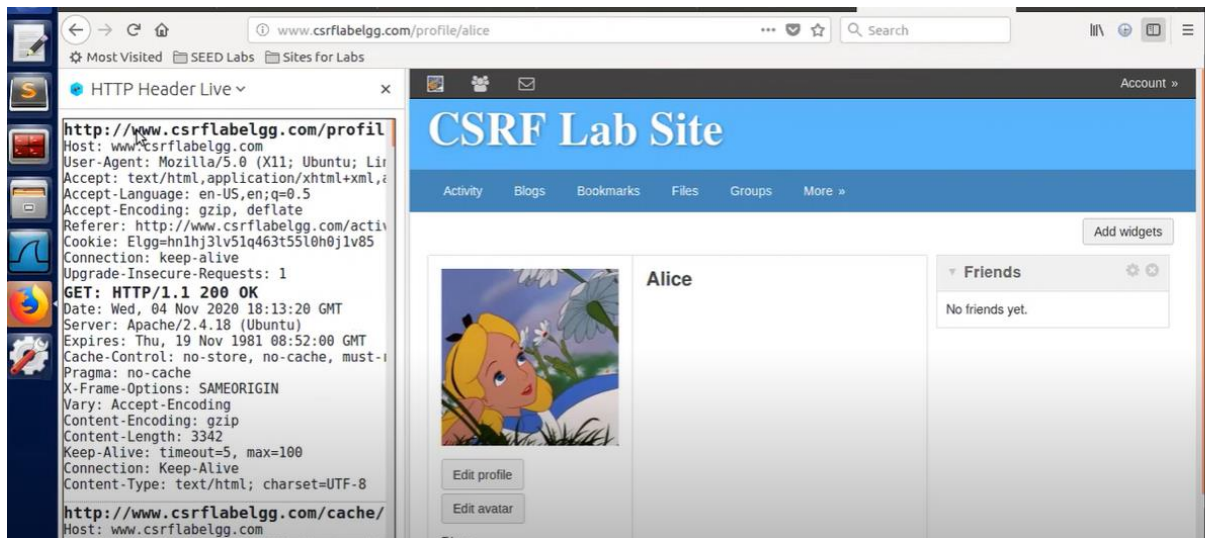 www.csrflabelgg.com/profile/alice
Search
Most Visited SEED Labs Sites for Labs
HTTP Header Live
http://www.csrflabelgg.com/profil
Host: www.csrflabelgg.com
User-Agent: Mozilla/5.0 (X11; Ubuntu; Lin
Accept: text/html,application/xhtml+xml,a
Accept-Language: en-US,en;q=0.5
Accept-Encoding: gzip, deflate
Referer: http://www.csrflabelgg.com/activ
Cookie: Elgg=hn1hj3lv51q463t55l0h0j1v85
Connection: keep-alive
Upgrade-Insecure-Requests: 1
GET: HTTP/1.1 200 OK
Date: Wed, 04 Nov 2020 18:13:20 GMT
Server: Apache/2.4.18 (Ubuntu)
Expires: Thu, 19 Nov 1981 08:52:00 GMT
Cache-Control: no-store, no-cache, must-r
Pragma: no-cache
X-Frame-Options: SAMEORIGIN
Vary: Accept-Encoding
Content-Encoding: gzip
Content-Length: 3342
Keep-Alive: timeout=5, max=100
Connection: Keep-Alive
Content-Type: text/html; charset=UTF-8
http://www.csrflabelgg.com/cache/
Host: www.csrflabelgg.com
Account »
CSRF Lab Site
Activity Blogs Bookmarks Files Groups More »
Add widgets
Alice
Friends
No friends yet.
Edit profile
Edit avatar